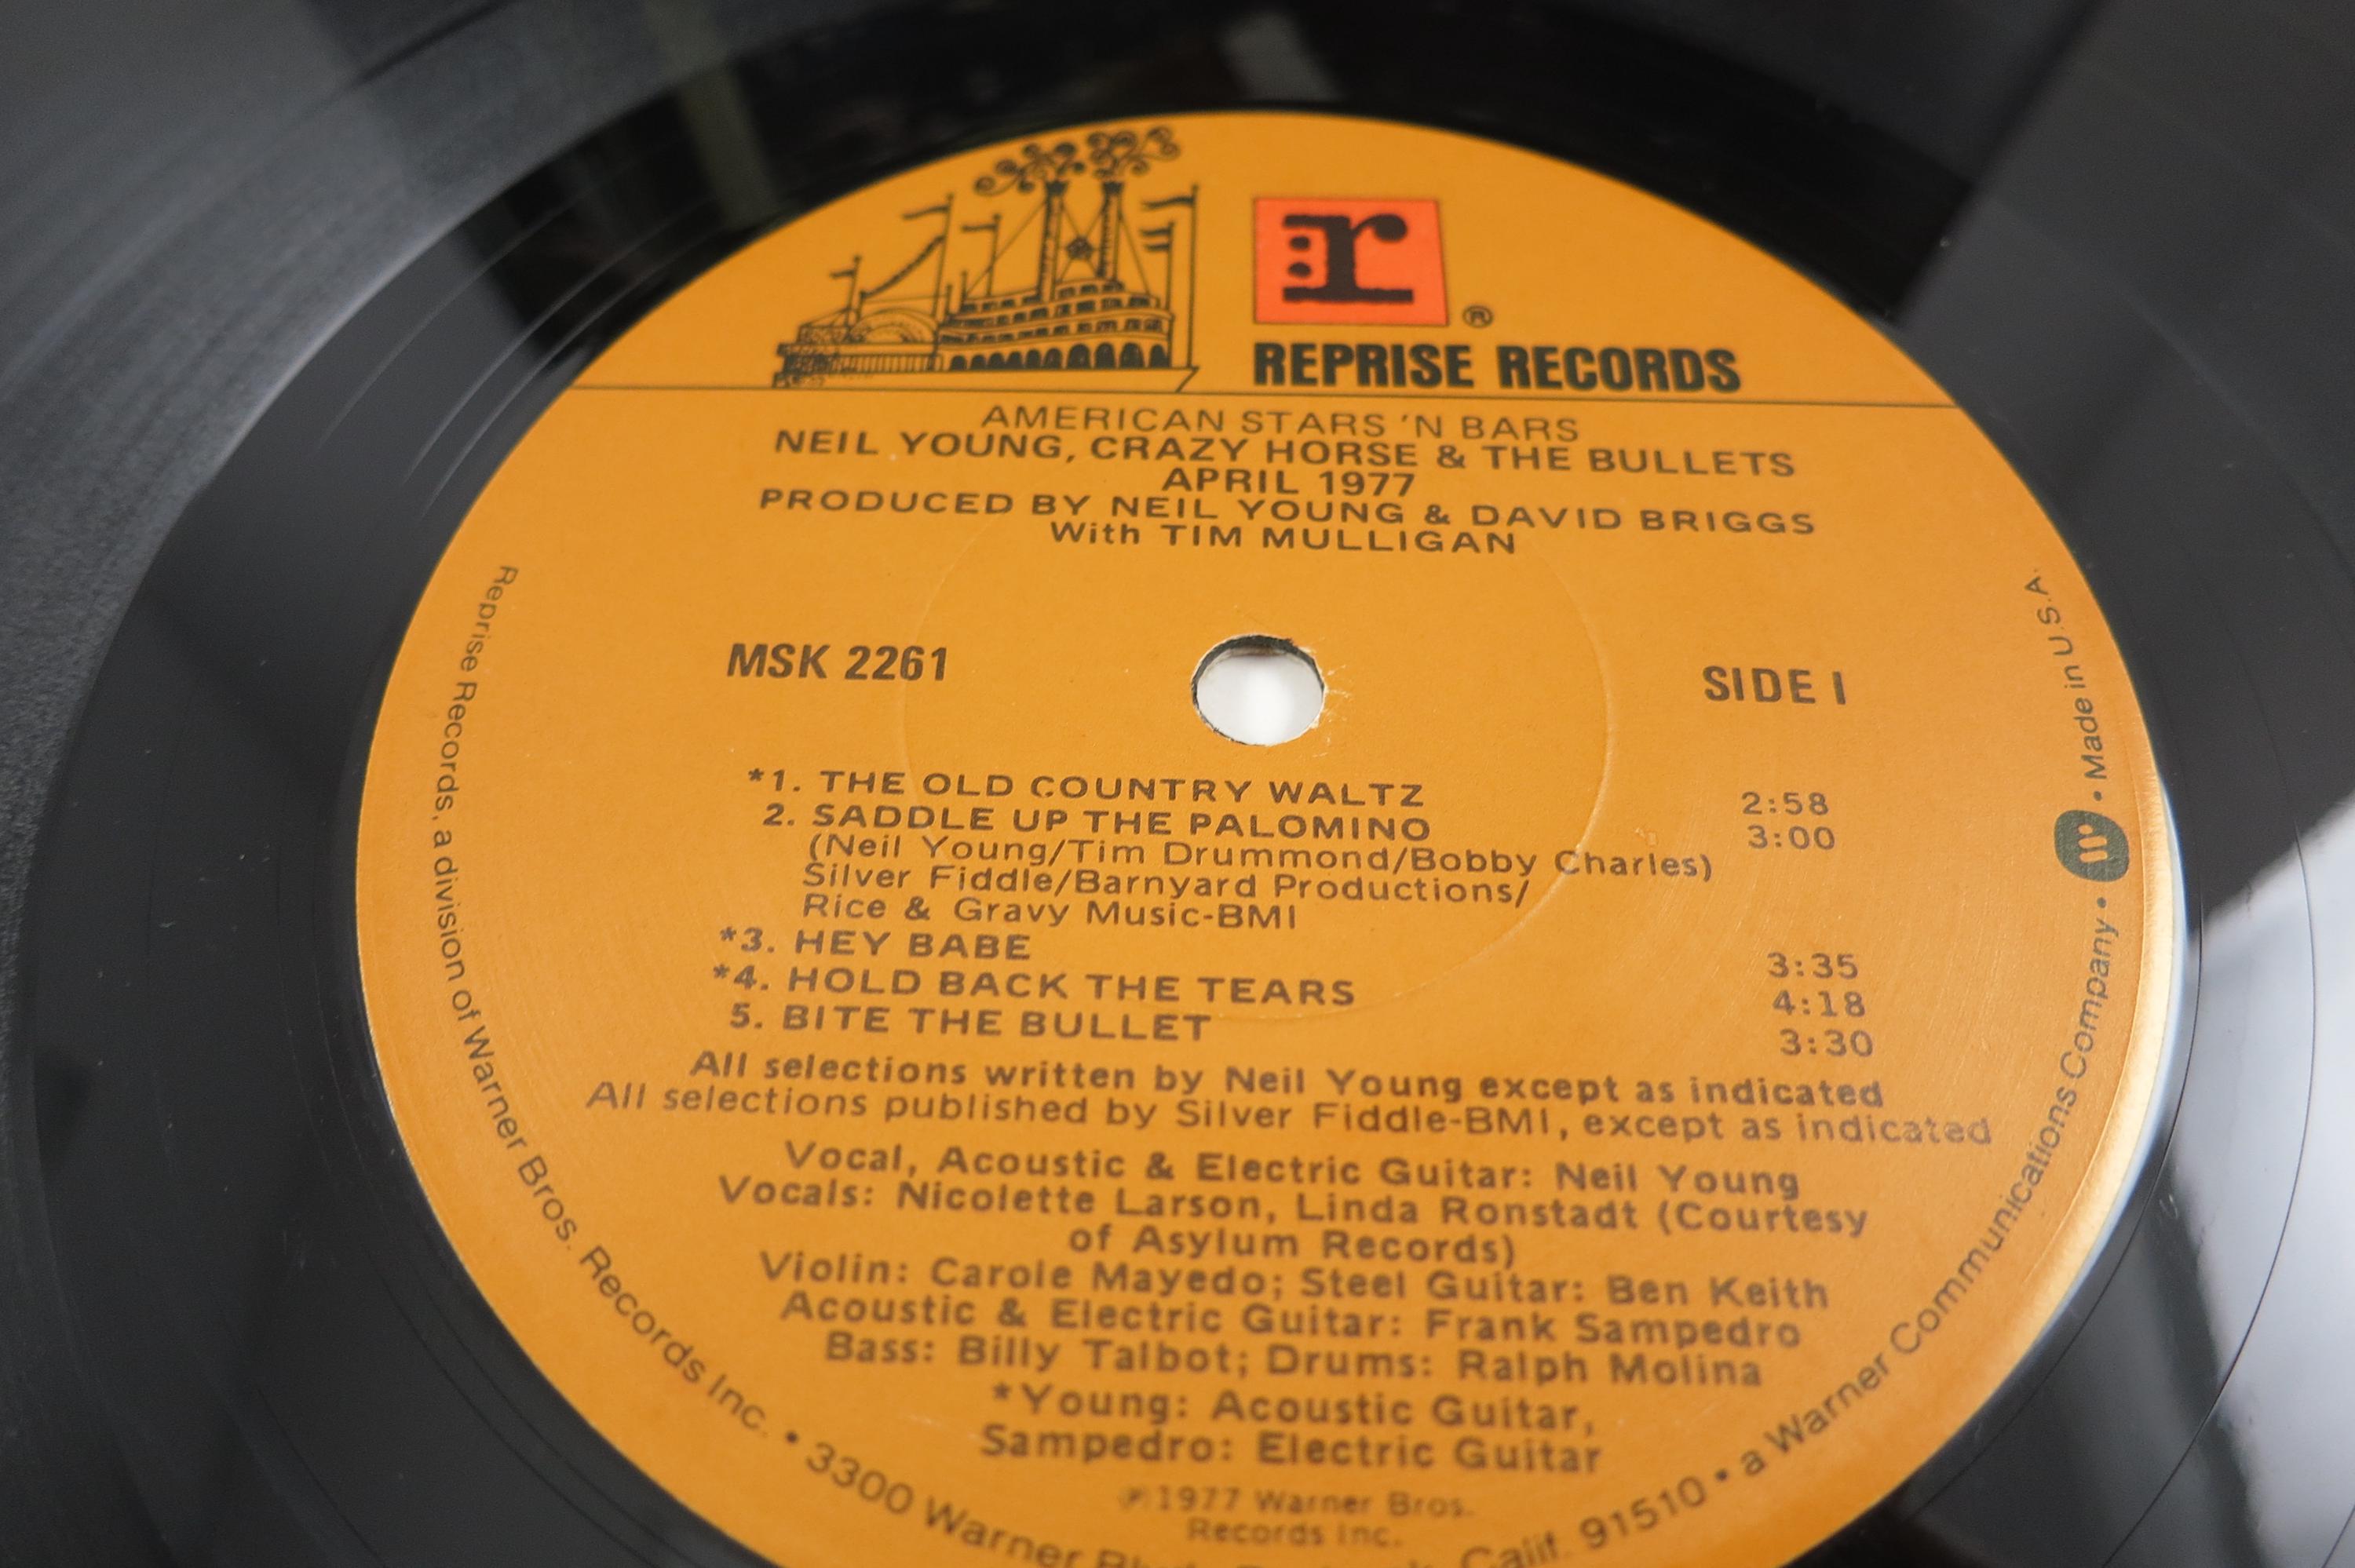 r
®
REPRISE RECORDS
AMERICAN STARS 'N BARS
NEIL YOUNG, CRAZY HORSE & THE BULLETS
APRIL 1977
PRODUCED BY NEIL YOUNG & DAVID BRIGGS
With TIM MULLIGAN
MSK 2261
SIDE I
*1. THE OLD COUNTRY WALTZ 2:58
2. SADDLE UP THE PALOMINO 3:00
(Neil Young/Tim Drummond/Bobby Charles)
Silver Fiddle/Barnyard Productions/
Rice & Gravy Music-BMI
*3. HEY BABE 3:35
*4. HOLD BACK THE TEARS 4:18
5. BITE THE BULLET 3:30
All selections written by Neil Young except as indicated
All selections published by Silver Fiddle-BMI, except as indicated
Vocal, Acoustic & Electric Guitar: Neil Young
Vocals: Nicolette Larson, Linda Ronstadt (Courtesy
of Asylum Records)
Violin: Carole Mayedo; Steel Guitar: Ben Keith
Acoustic & Electric Guitar: Frank Sampedro
Bass: Billy Talbot; Drums: Ralph Molina
*Young: Acoustic Guitar,
Sampedro: Electric Guitar
℗1977 Warner Bros.
Records Inc.
Reprise Records, a division of Warner Bros. Records Inc. • 3300 Warner Calif. 91510 • a Warner Communications Company • W • Made in U.S.A.